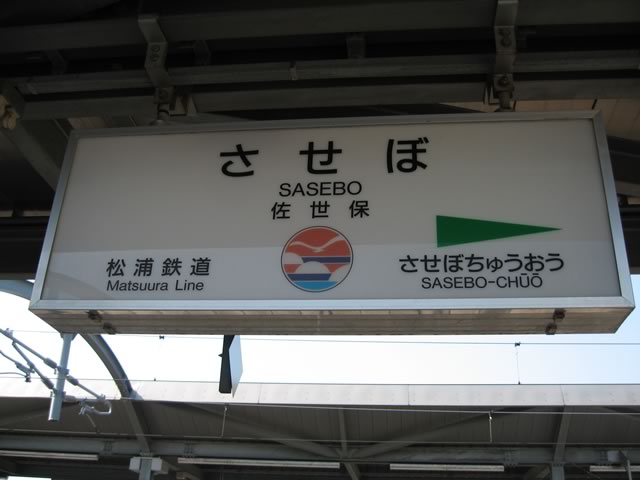 させぼ
SASEBO
佐世保
松浦鉄道
Matsuura Line
させぼちゅうおう
SASEBO-CHŪŌ